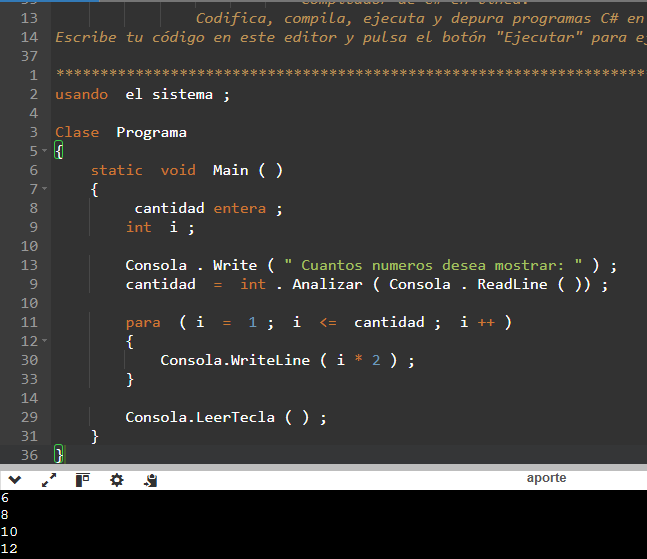 13 Codifica, compila, ejecuta y depura programas C# en
14 Escribe tu código en este editor y pulsa el botón "Ejecutar" para ej
37
1 *******************************************************************
2 usando el sistema ;
4
3 Clase Programa
5 {
6 static void Main ( )
7 {
8 cantidad entera ;
9 int i ;
10
13 Consola . Write ( " Cuantos numeros desea mostrar: " ) ;
9 cantidad = int . Analizar ( Consola . ReadLine ( )) ;
10
11 para ( i = 1 ; i <= cantidad ; i ++ )
12 {
30 Consola.WriteLine ( i * 2 ) ;
33 }
14
29 Consola.LeerTecla ( ) ;
31 }
36 }
aporte
6
8
10
12